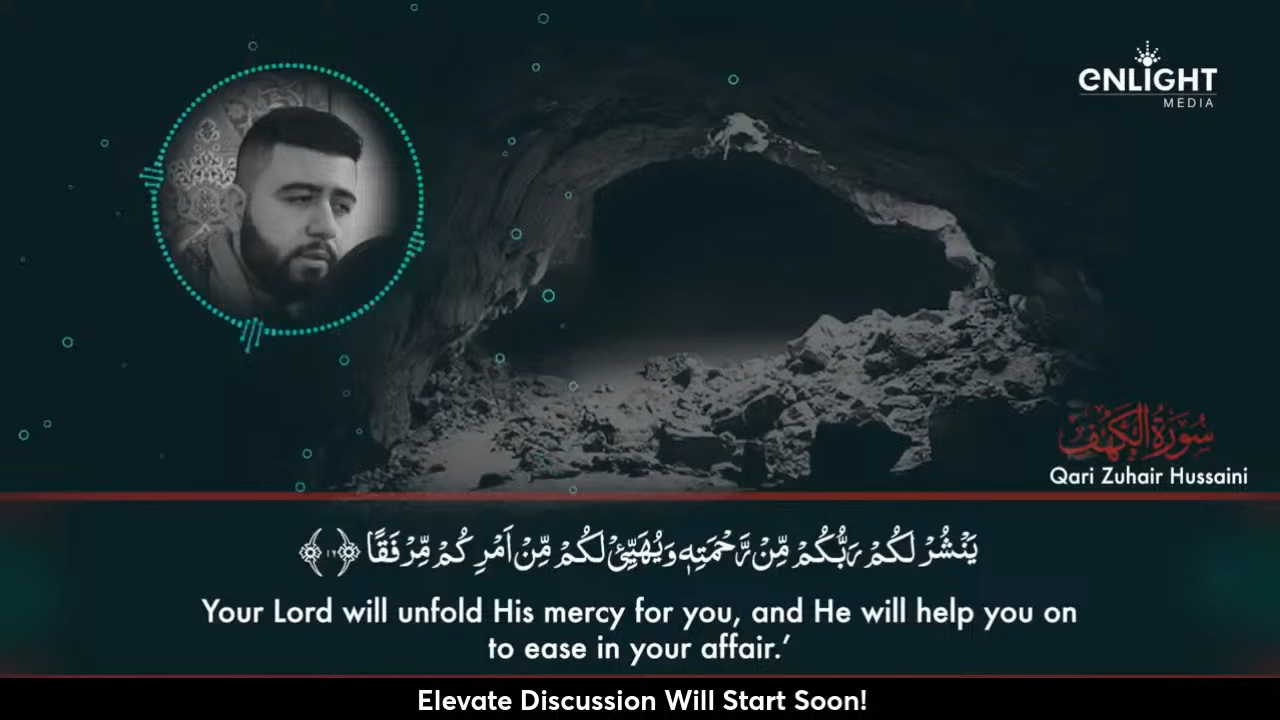 eNLIGHT
MEDIA
سُورَةُ الْكَهْف
Qari Zuhair Hussaini
يَنْشُرْ لَكُمْ رَبُّكُمْ مِّنْ رَّحْمَتِهٖ وَيُهَيِّئْ لَكُمْ مِّنْ اَمْرِكُمْ مِّرْفَقًا ﴿١٦﴾
Your Lord will unfold His mercy for you, and He will help you on
to ease in your affair.’
Elevate Discussion Will Start Soon!